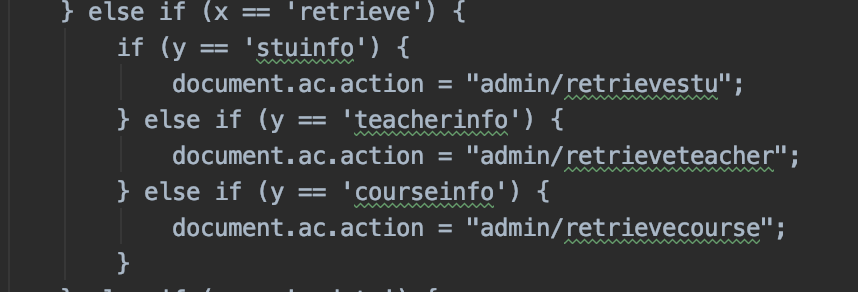 } else if (x == 'retrieve') {
if (y == 'stuinfo') {
document.ac.action = "admin/retrievestu";
} else if (y == 'teacherinfo') {
document.ac.action = "admin/retrieveteacher";
} else if (y == 'courseinfo') {
document.ac.action = "admin/retrievecourse";
}